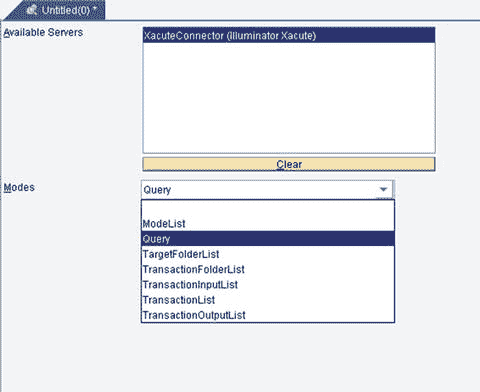 Untitled(0) *
Available Servers
XacuteConnector (Illuminator Xacute)
Clear
Modes
Query
ModeList
Query
TargetFolderList
TransactionFolderList
TransactionInputList
TransactionList
TransactionOutputList